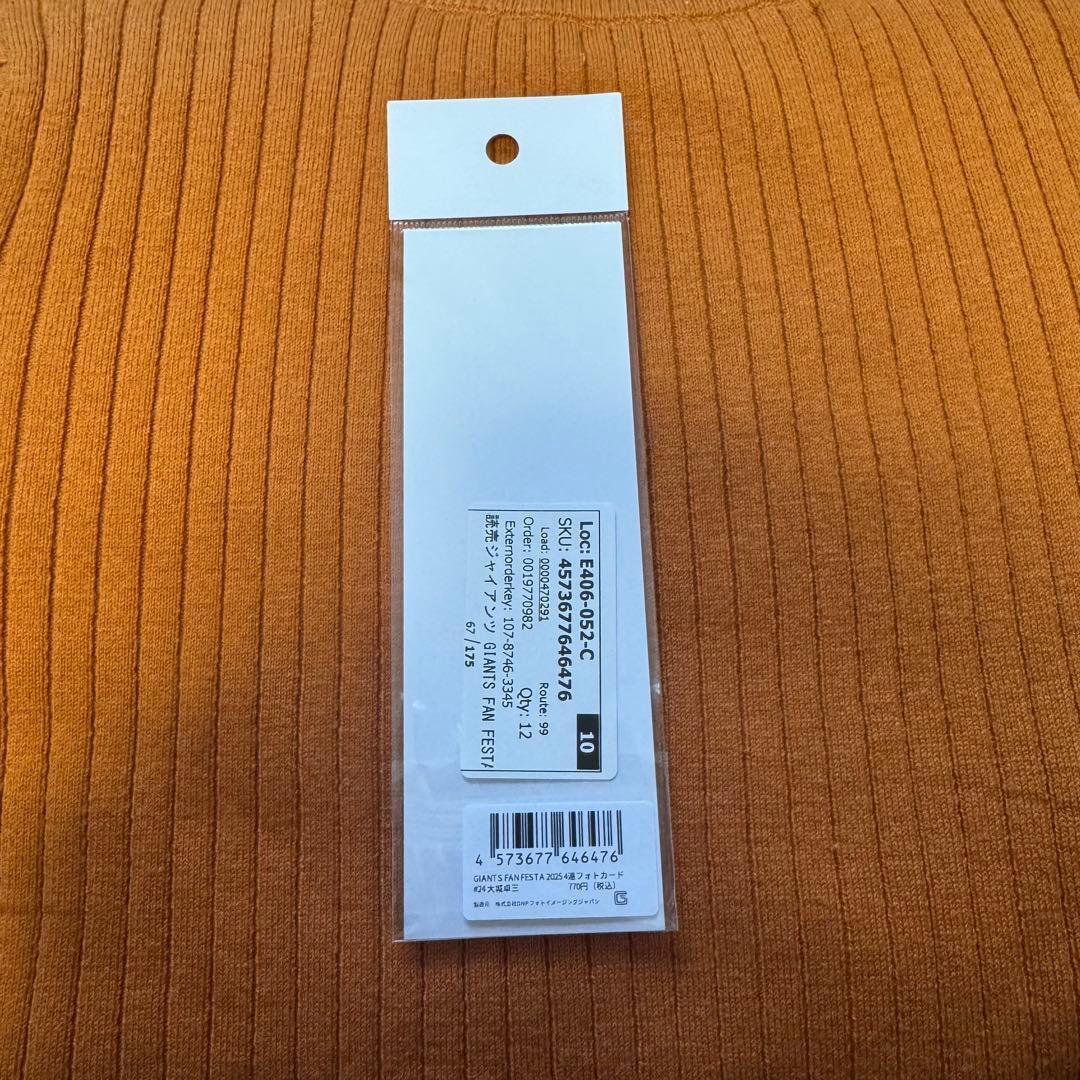 Loc: E406-052-C
10
SKU: 4573677646476
Load: 0000470291
Route: 99
Order: 0019770982
Qty: 12
Externorderkey: 107-8746-3345
読売ジャイアンツ GIANTS FAN FESTA
67/175
4 573677 646476
GIANTS FAN FESTA 2025 4連フォトカード
#24 大城卓三 770円（税込）
製造元 株式会社DNPフォトイメージングジャパン